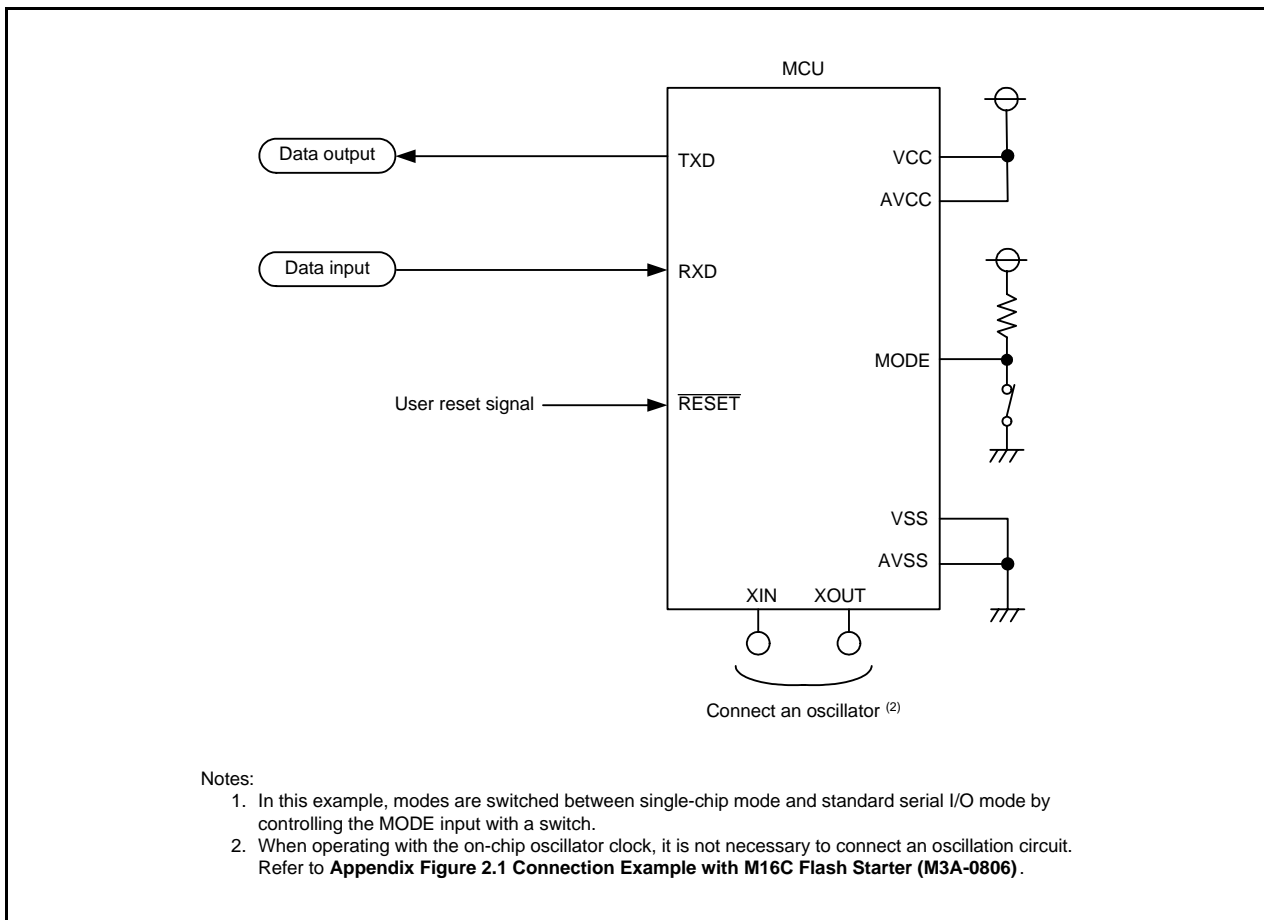 MCU
Data output
TXD
VCC
AVCC
Data input
RXD
MODE
User reset signal
RESET
VSS
AVSS
XIN XOUT
Connect an oscillator (2)
Notes:
1. In this example, modes are switched between single-chip mode and standard serial I/O mode by
controlling the MODE input with a switch.
2. When operating with the on-chip oscillator clock, it is not necessary to connect an oscillation circuit.
Refer to Appendix Figure 2.1 Connection Example with M16C Flash Starter (M3A-0806).